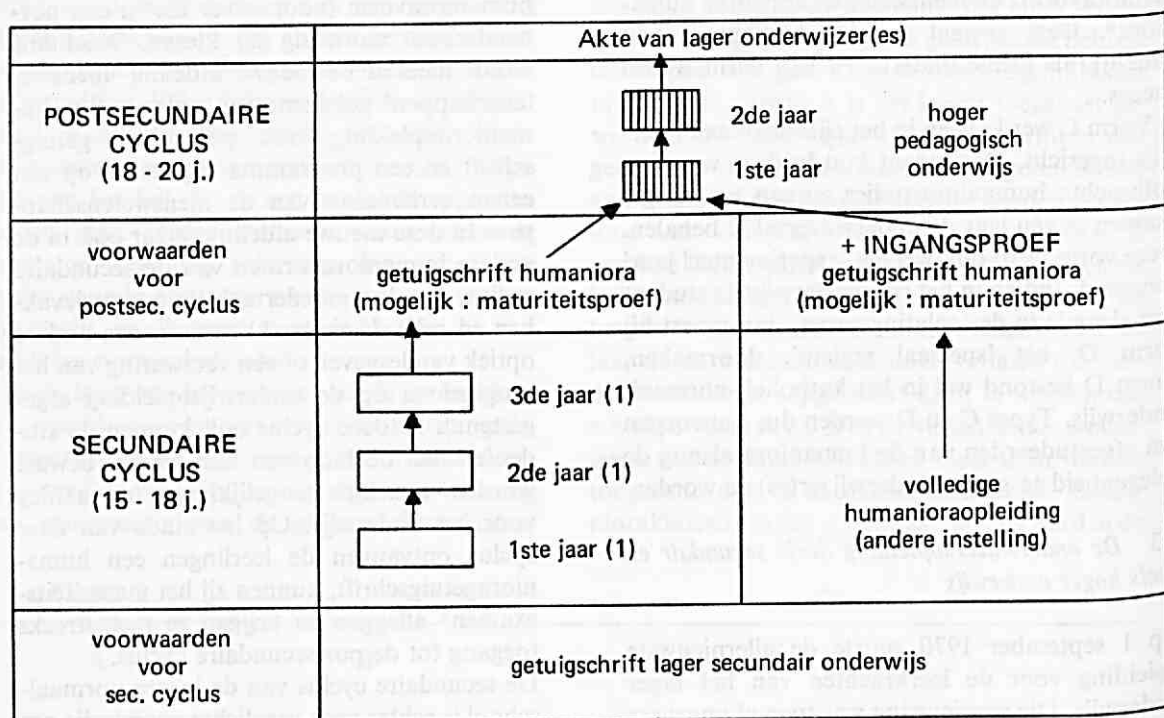 Akte van lager onderwijzer(es)
POSTSECUNDAIRE
CYCLUS
(18 - 20 j.)
2de jaar
1ste jaar
hoger
pedagogisch
onderwijs
voorwaarden
voor
postsec. cyclus
getuigschrift humaniora
(mogelijk : maturiteitsproef)
+ INGANGSPROEF
getuigschrift humaniora
(mogelijk : maturiteitsproef)
SECUNDAIRE
CYCLUS
(15 - 18 j.)
3de jaar (1)
2de jaar (1)
1ste jaar (1)
volledige
humanioraopleiding
(andere instelling)
voorwaarden
voor
sec. cyclus
getuigschrift lager secundair onderwijs